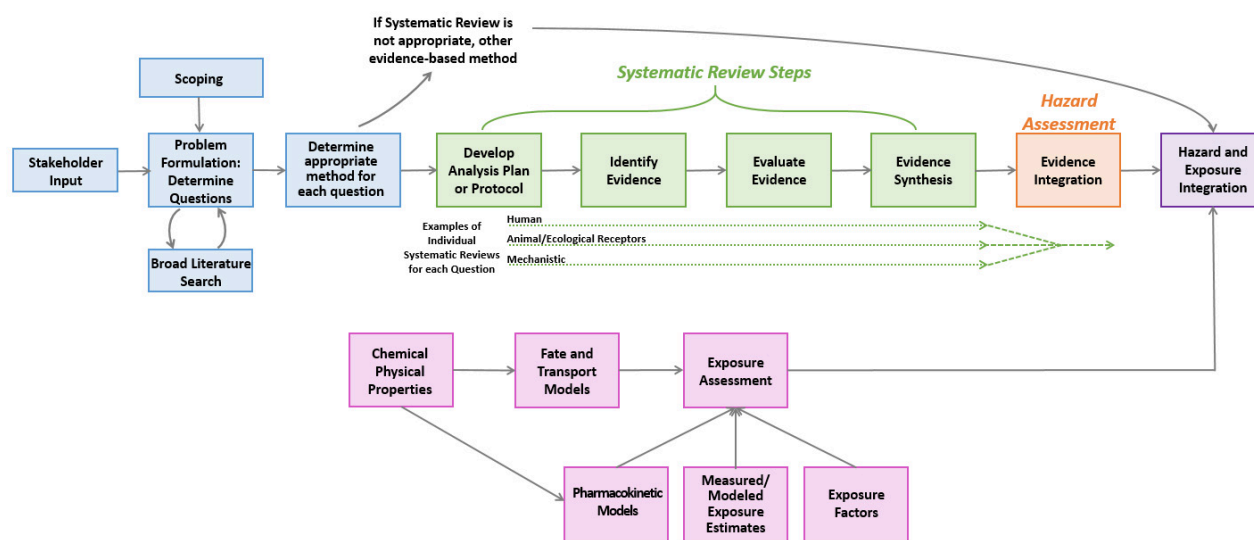 If Systematic Review is
not appropriate, other
evidence-based method
Systematic Review Steps
Scoping
Hazard
Assessment
Stakeholder
Input
Problem
Formulation:
Determine
Questions
Determine
appropriate
method for
each question
Develop
Analysis Plan
or Protocol
Identify
Evidence
Evaluate
Evidence
Evidence
Synthesis
Evidence
Integration
Hazard and
Exposure
Integration
Broad Literature
Search
Examples of
Individual
Systematic Reviews
for each Question
Human
Animal/Ecological Receptors
Mechanistic
Chemical
Physical
Properties
Fate and
Transport
Models
Exposure
Assessment
Pharmacokinetic
Models
Measured/
Modeled
Exposure
Estimates
Exposure
Factors